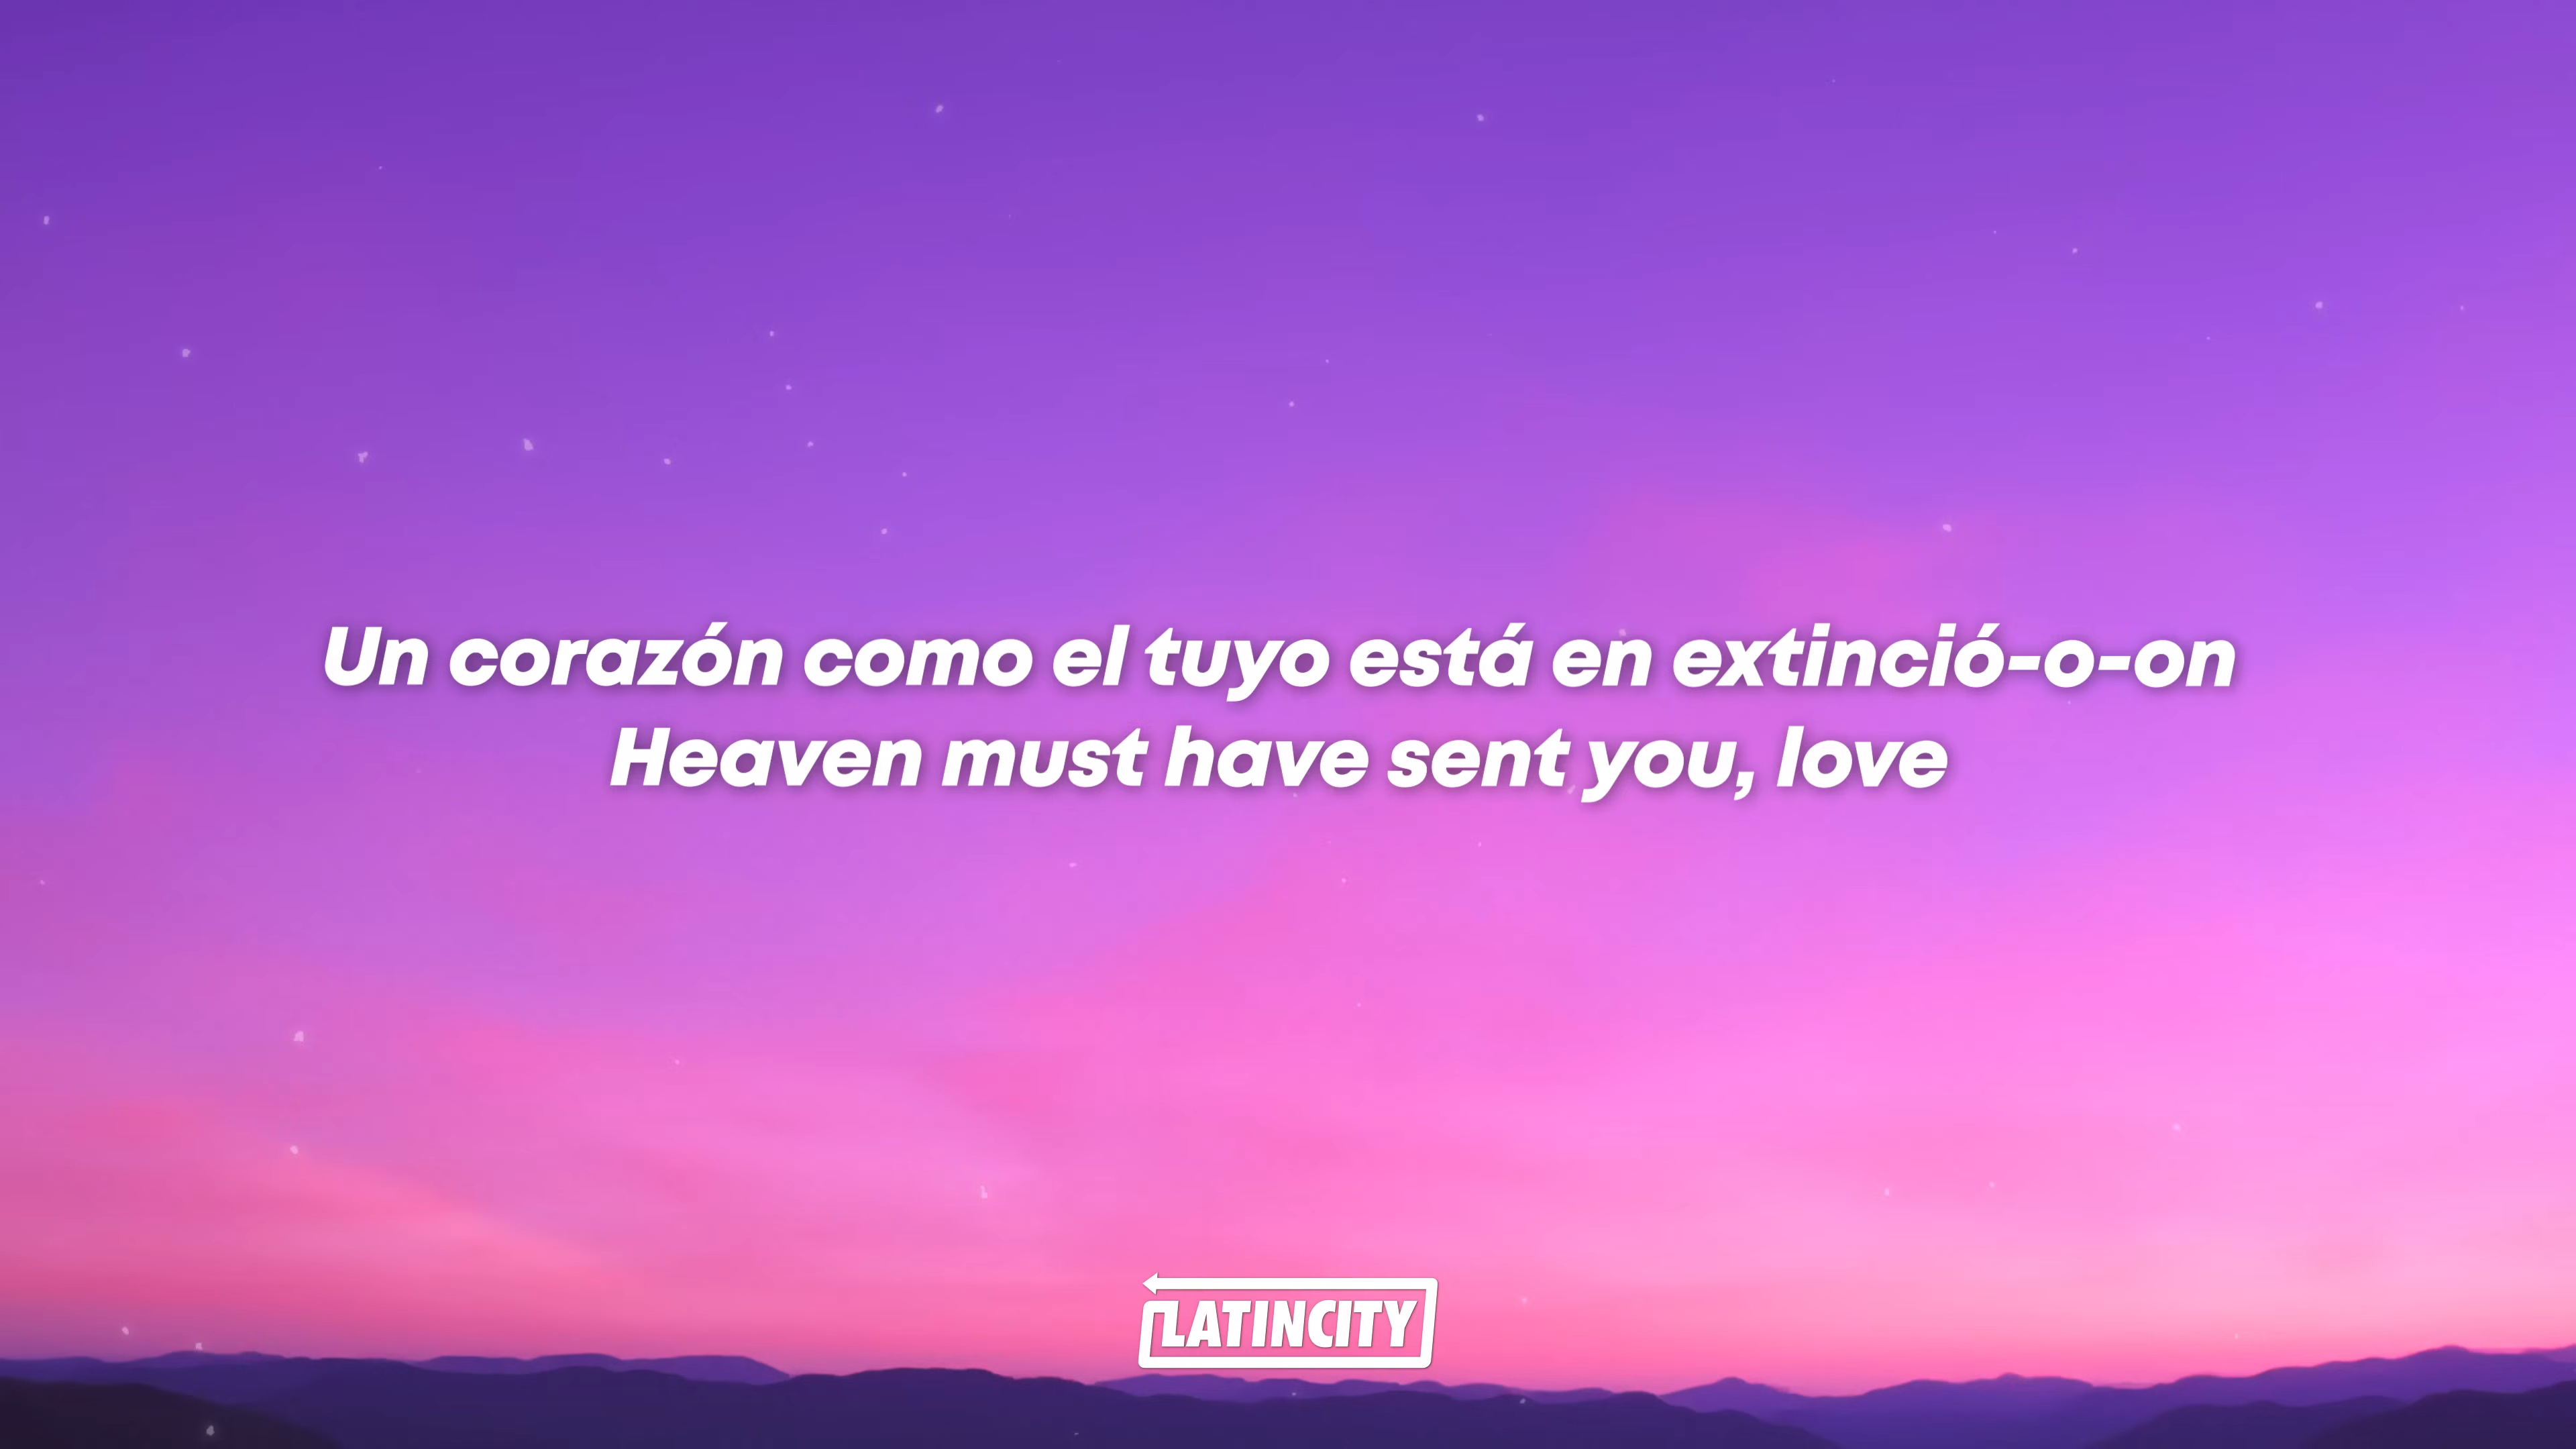 Un corazón como el tuyo está en extinció-o-on
Heaven must have sent you, love
LATINCITY